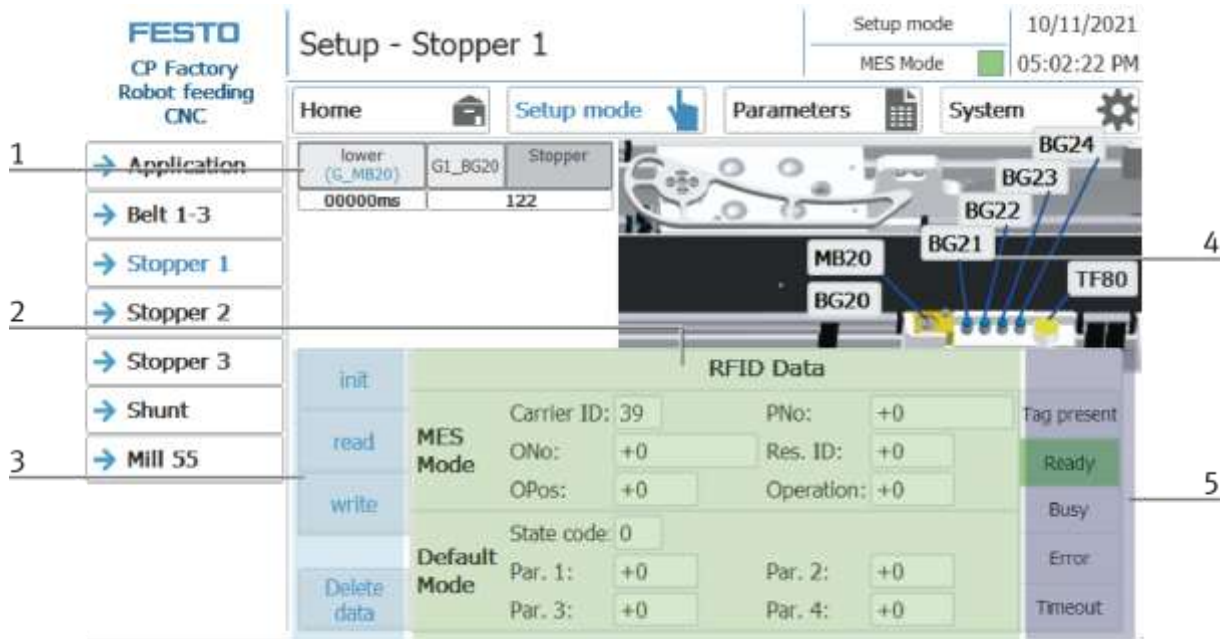 FESTO
CP Factory
Robot feeding
CNC
Setup - Stopper 1
Setup mode
MES Mode
10/11/2021
05:02:22 PM
Home
Setup mode
Parameters
System
1
2
3
Application
Belt 1-3
Stopper 1
Stopper 2
Stopper 3
Shunt
Mill 55
lower
(G_MB20)
G1_BG20
Stopper
00000ms
122
BG24
BG23
BG22
BG21
MB20
BG20
TF80
4
5
init
read
write
Delete
data
RFID Data
MES
Mode
Carrier ID: 39 PNo: +0
ONo: +0 Res. ID: +0
OPos: +0 Operation: +0
Default
Mode
State code: 0
Par. 1: +0 Par. 2: +0
Par. 3: +0 Par. 4: +0
Tag present
Ready
Busy
Error
Timeout